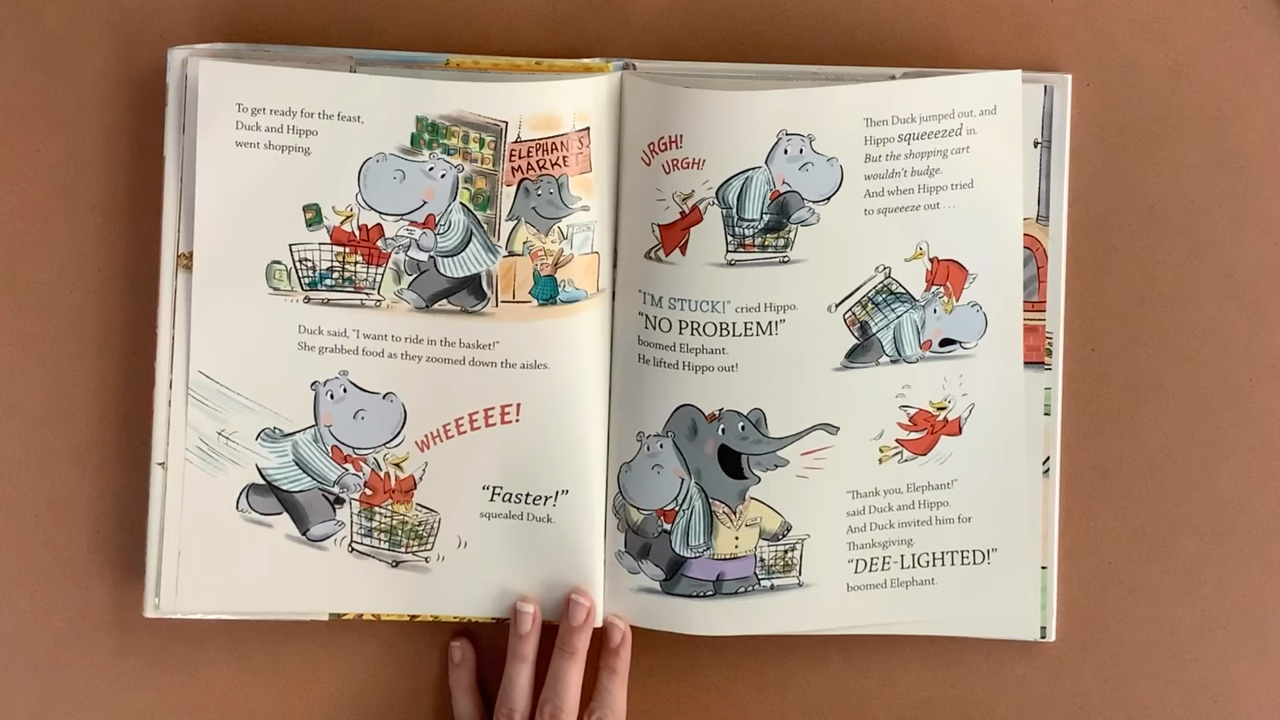 To get ready for the feast,
Duck and Hippo
went shopping.
ELEPHANT'S
MARKET
Duck said, "I want to ride in the basket!"
She grabbed food as they zoomed down the aisles.
WHEEEEE!
"Faster!"
squealed Duck.
URGH!
URGH!
Then Duck jumped out, and
Hippo squeeezed in.
But the shopping cart
wouldn't budge.
And when Hippo tried
to squeeeze out . . .
"I'M STUCK!" cried Hippo.
"NO PROBLEM!"
boomed Elephant.
He lifted Hippo out!
"Thank you, Elephant!"
said Duck and Hippo.
And Duck invited him for
Thanksgiving.
"DEE-LIGHTED!"
boomed Elephant.